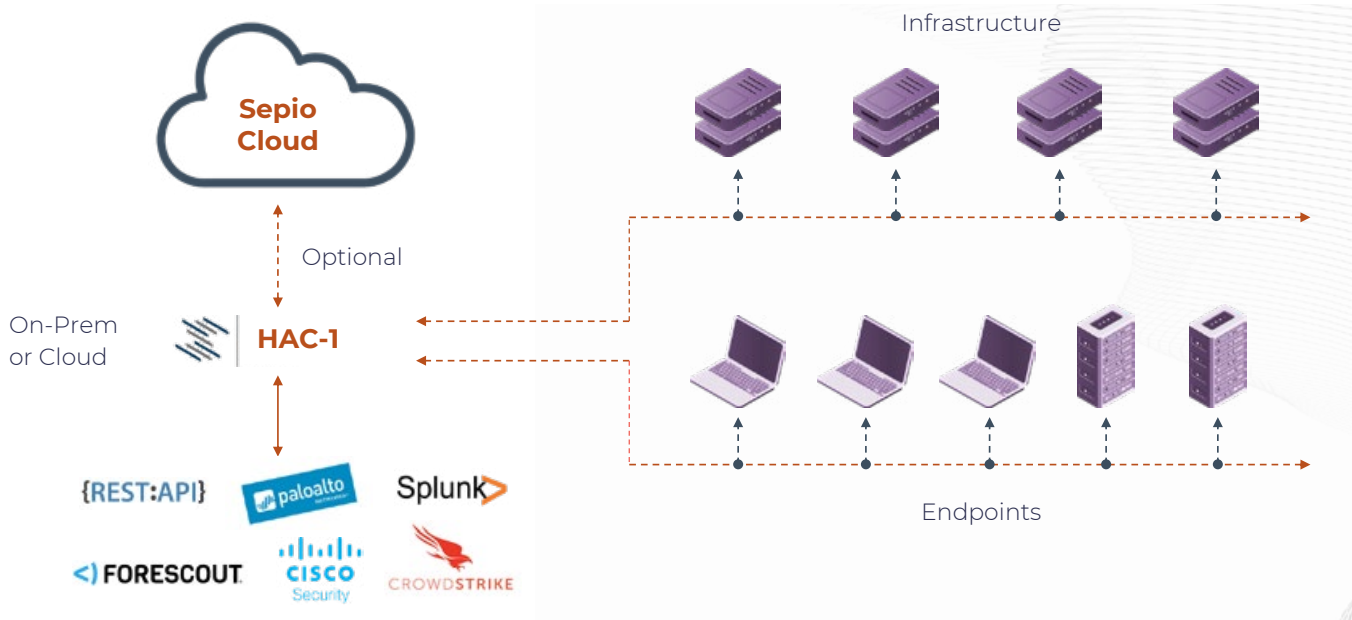 Infrastructure
Sepio
Cloud
Optional
On-Prem
or Cloud
HAC-1
{REST:API}
paloalto
NETWORKS
Splunk>
<) FORESCOUT.
CISCO
Security
CROWDSTRIKE
Endpoints